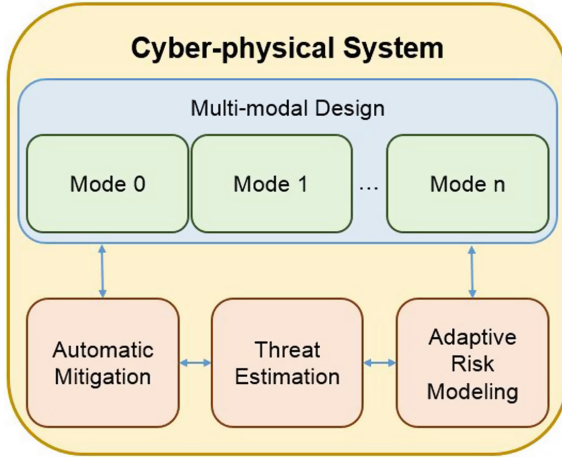 Cyber-physical System
Multi-modal Design
Mode 0
Mode 1
...
Mode n
Automatic
Mitigation
Threat
Estimation
Adaptive
Risk
Modeling